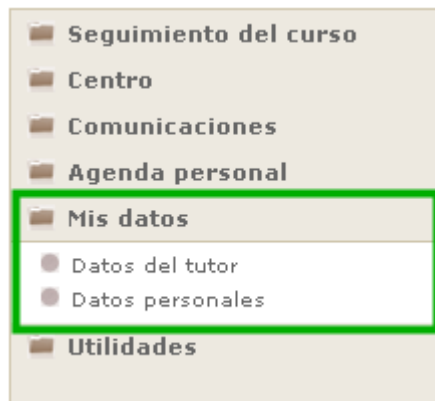 Seguimiento del curso
Centro
Comunicaciones
Agenda personal
Mis datos
Datos del tutor
Datos personales
Utilidades